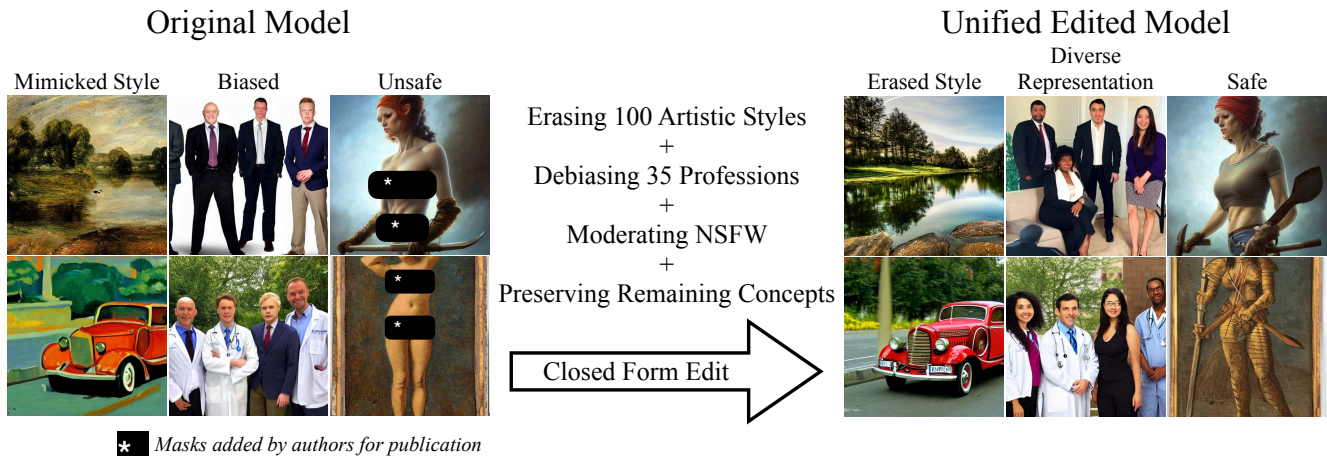 Original Model
Unified Edited Model
Mimicked Style
Biased
Unsafe
Erased Style
Diverse
Representation
Safe
Erasing 100 Artistic Styles
+
Debiasing 35 Professions
+
Moderating NSFW
+
Preserving Remaining Concepts
Closed Form Edit
*
*
*
*
* Masks added by authors for publication